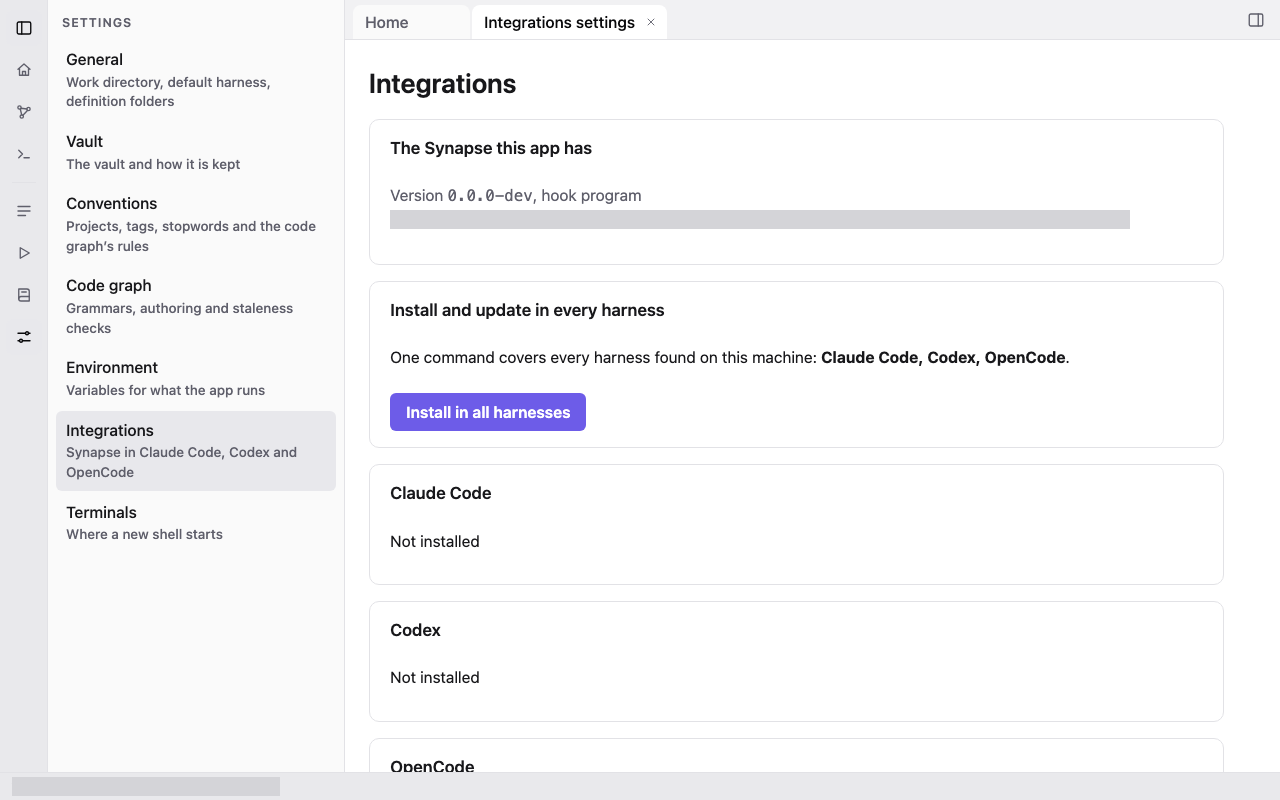 SETTINGS
General
Work directory, default harness,
definition folders
Vault
The vault and how it is kept
Conventions
Projects, tags, stopwords and the code
graph's rules
Code graph
Grammars, authoring and staleness
checks
Environment
Variables for what the app runs
Integrations
Synapse in Claude Code, Codex and
OpenCode
Terminals
Where a new shell starts
Home
Integrations settings
Integrations
The Synapse this app has
Version 0.0.0-dev, hook program
Install and update in every harness
One command covers every harness found on this machine: Claude Code, Codex, OpenCode.
Install in all harnesses
Claude Code
Not installed
Codex
Not installed
OpenCode